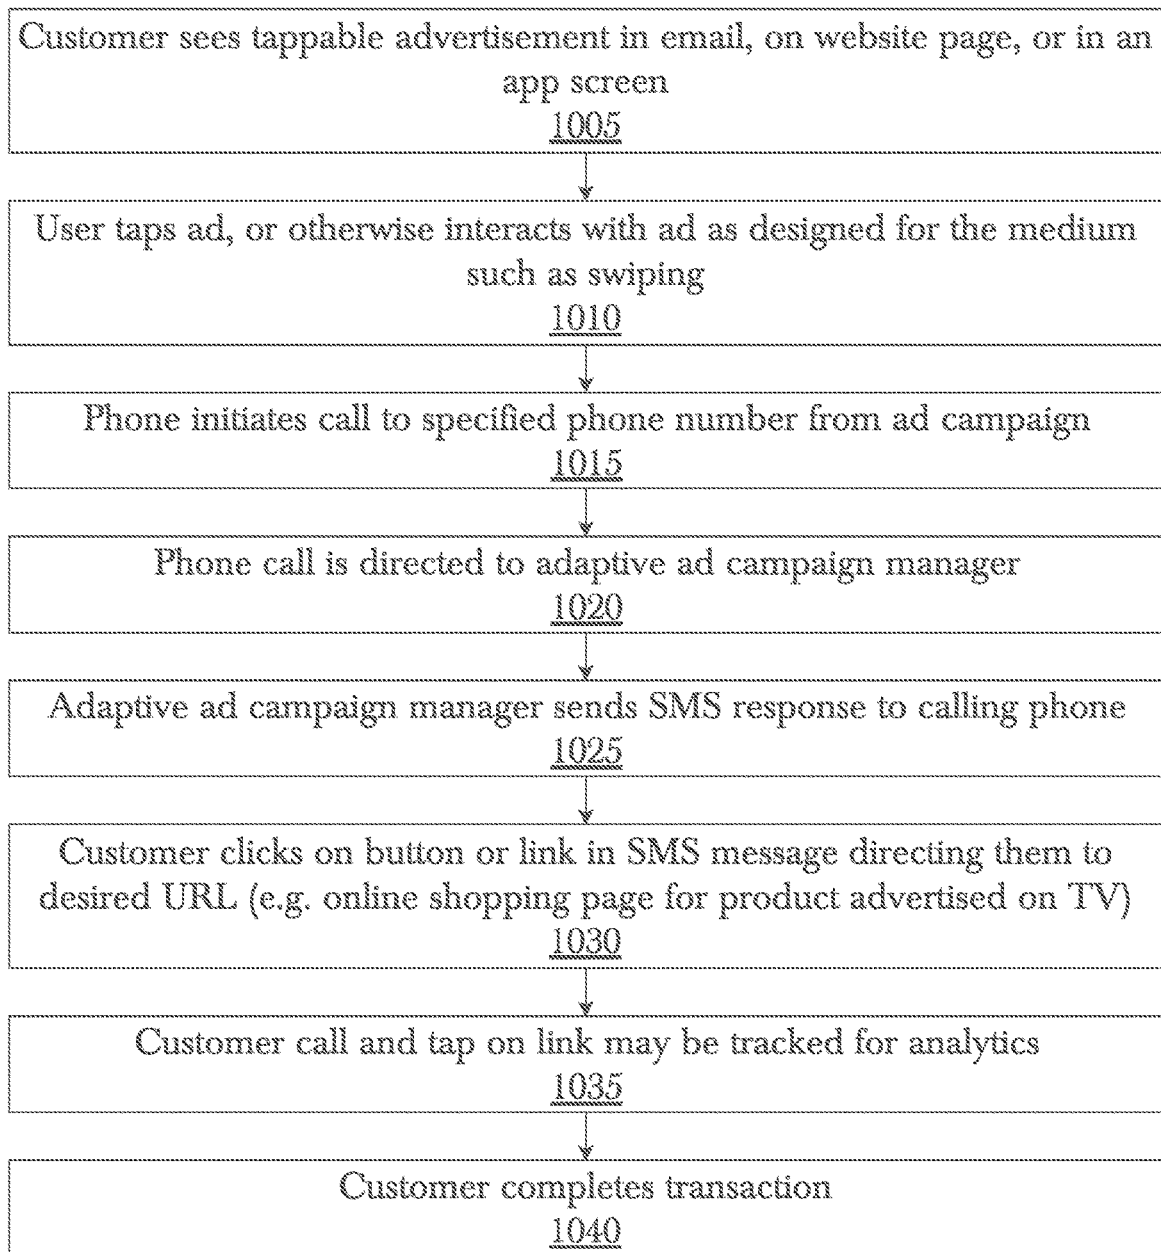 Customer sees tappable advertisement in email, on website page, or in an
app screen
1005
User taps ad, or otherwise interacts with ad as designed for the medium
such as swiping
1010
Phone initiates call to specified phone number from ad campaign
1015
Phone call is directed to adaptive ad campaign manager
1020
Adaptive ad campaign manager sends SMS response to calling phone
1025
Customer clicks on button or link in SMS message directing them to
desired URL (e.g. online shopping page for product advertised on TV)
1030
Customer call and tap on link may be tracked for analytics
1035
Customer completes transaction
1040